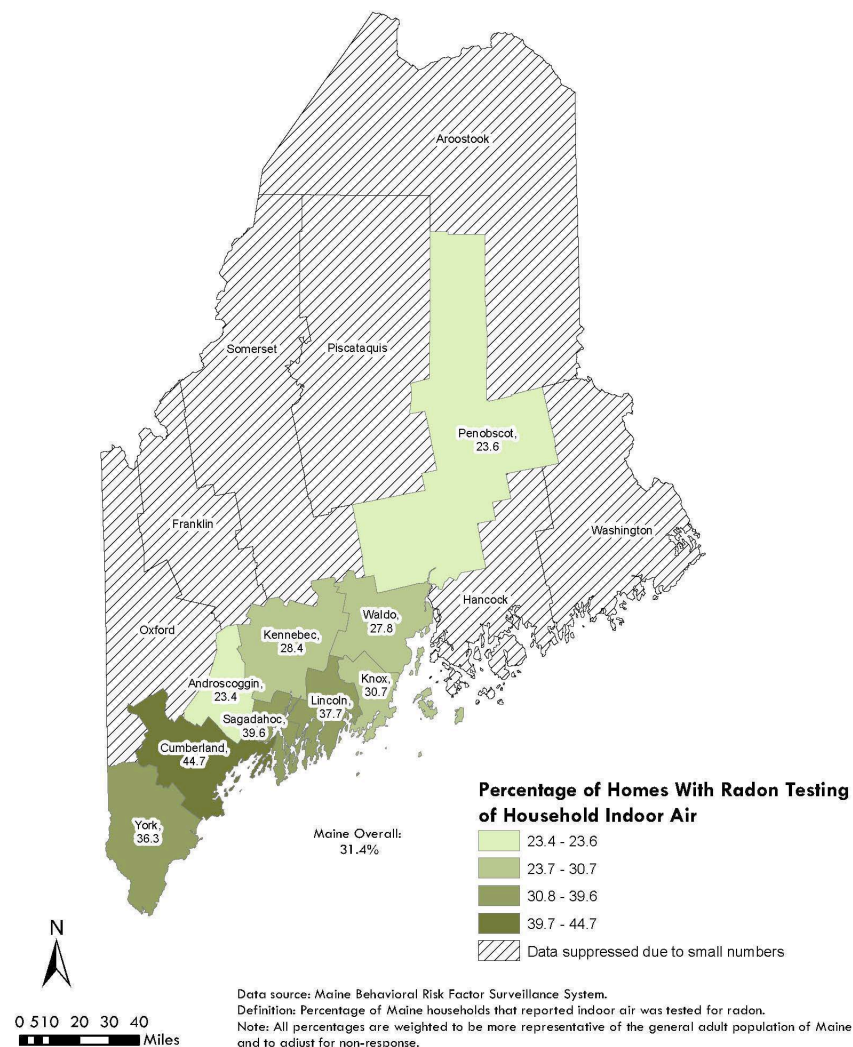 Aroostook
Somerset
Piscataquis
Penobscot,
23.6
Franklin
Washington
Hancock
Oxford
Waldo,
27.8
Kennebec,
28.4
Knox,
30.7
Androscoggin,
23.4
Lincoln,
37.7
Sagadahoc,
39.6
Cumberland,
44.7
York,
36.3
Maine Overall:
31.4%
Percentage of Homes With Radon Testing
of Household Indoor Air
23.4 - 23.6
23.7 - 30.7
30.8 - 39.6
39.7 - 44.7
Data suppressed due to small numbers
N
0 5 10 20 30 40
Miles
Data source: Maine Behavioral Risk Factor Surveillance System.
Definition: Percentage of Maine households that reported indoor air was tested for radon.
Note: All percentages are weighted to be more representative of the general adult population of Maine
and to adjust for non-response.